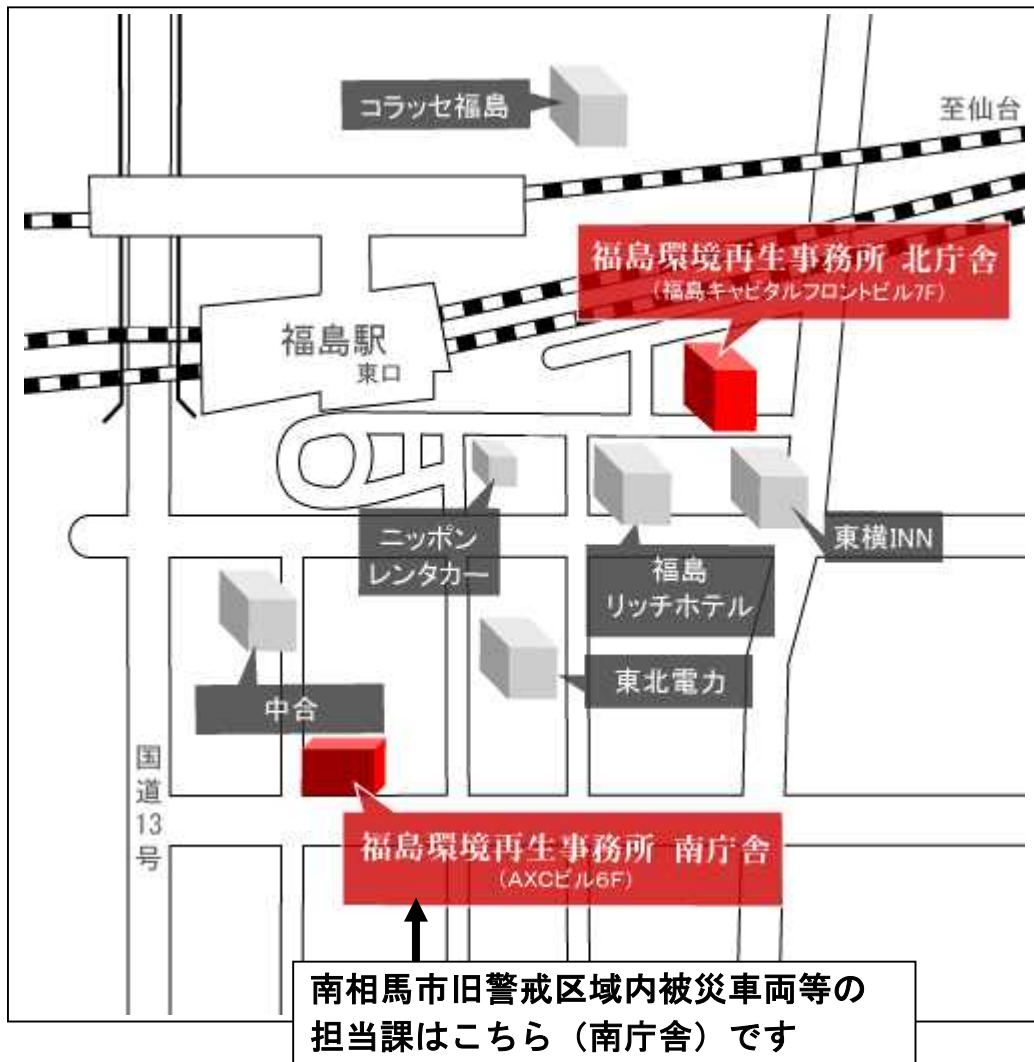 コラッセ福島
至仙台
福島環境再生事務所 北庁舎
(福島キャピタルフロントビル7F)
福島駅
東口
ニッポン
レンタカー
福島
リッチホテル
東横INN
東北電力
中合
国道13号
福島環境再生事務所 南庁舎
(AXCビル6F)
南相馬市旧警戒区域内被災車両等の
担当課はこちら（南庁舎）です